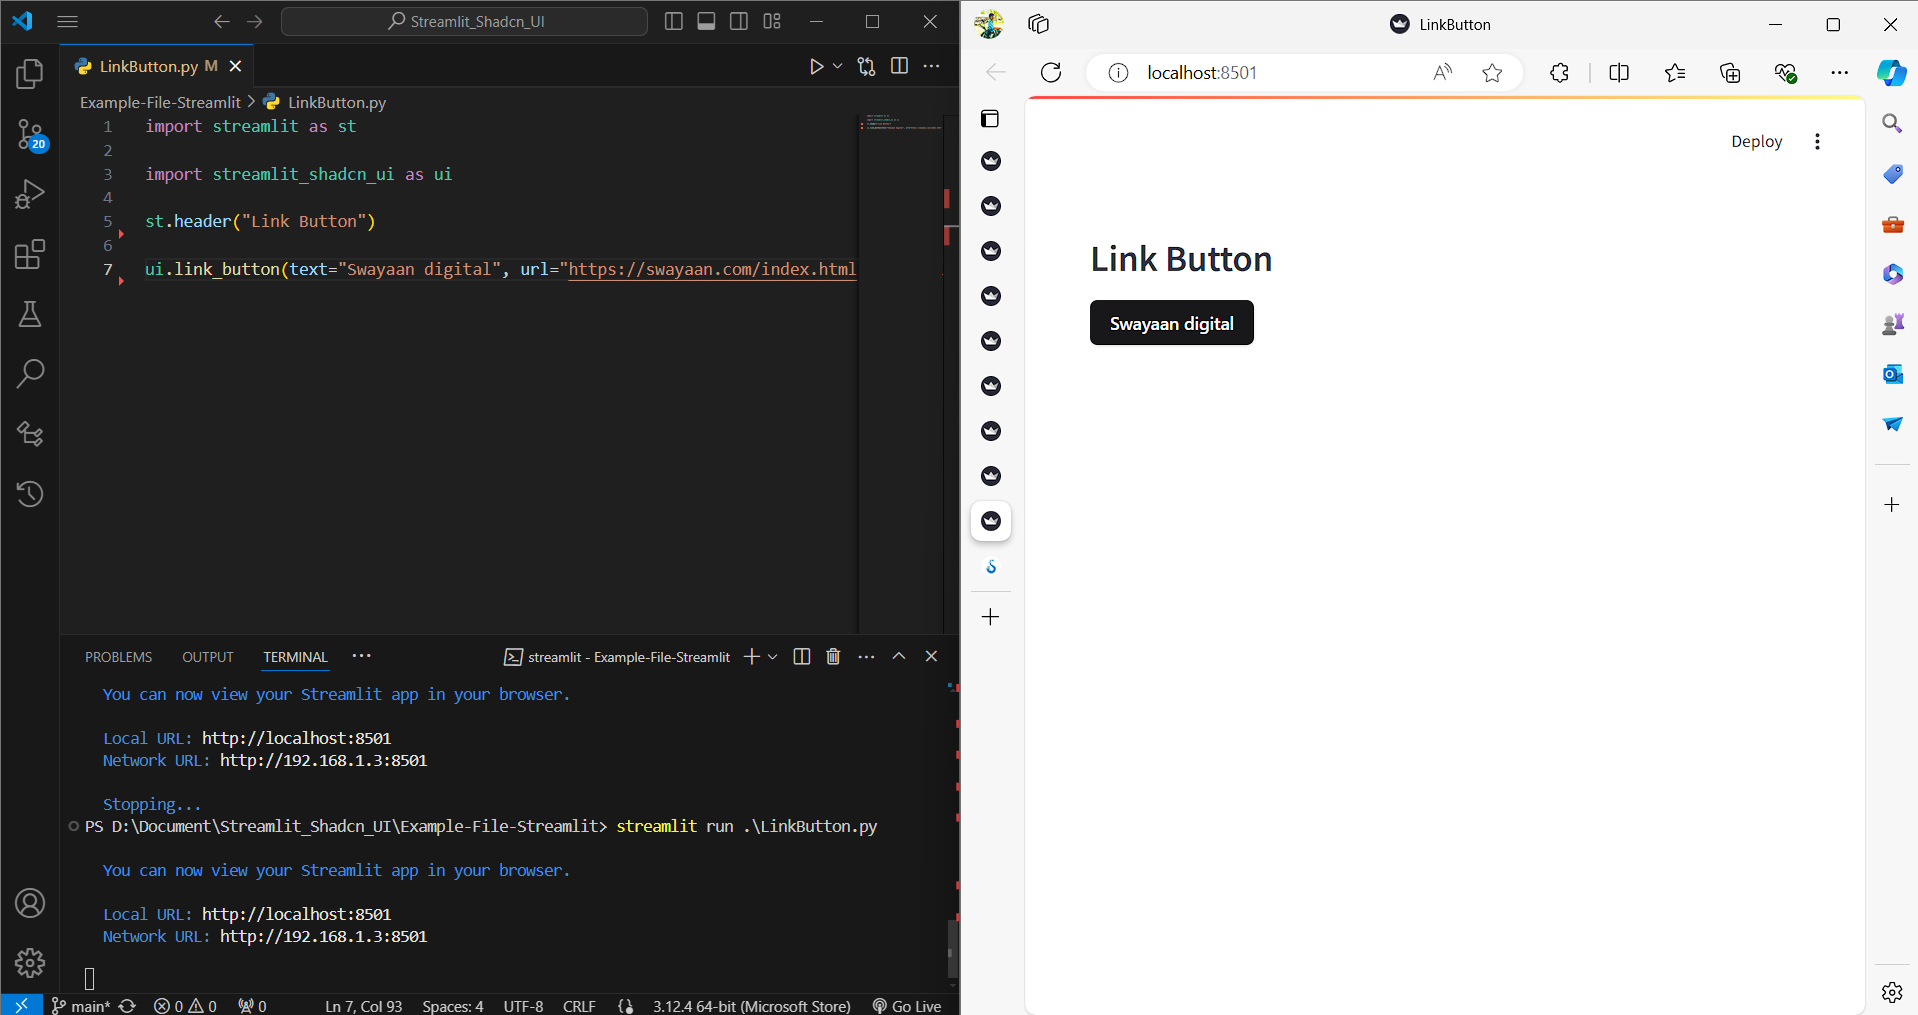 Streamlit_Shadcn_UI
LinkButton.py M
Example-File-Streamlit > LinkButton.py
1 import streamlit as st
2
3 import streamlit_shadcn_ui as ui
4
5 st.header("Link Button")
6
7 ui.link_button(text="Swayaan digital", url="https://swayaan.com/index.html
20
PROBLEMS OUTPUT TERMINAL ··· streamlit - Example-File-Streamlit
You can now view your Streamlit app in your browser.
Local URL: http://localhost:8501
Network URL: http://192.168.1.3:8501
Stopping...
PS D:\Document\Streamlit_Shadcn_UI\Example-File-Streamlit> streamlit run .\LinkButton.py
You can now view your Streamlit app in your browser.
Local URL: http://localhost:8501
Network URL: http://192.168.1.3:8501
main* 0 0 0 Ln 7, Col 93 Spaces: 4 UTF-8 CRLF 3.12.4 64-bit (Microsoft Store) Go Live
LinkButton
localhost:8501
Deploy
Link Button
Swayaan digital